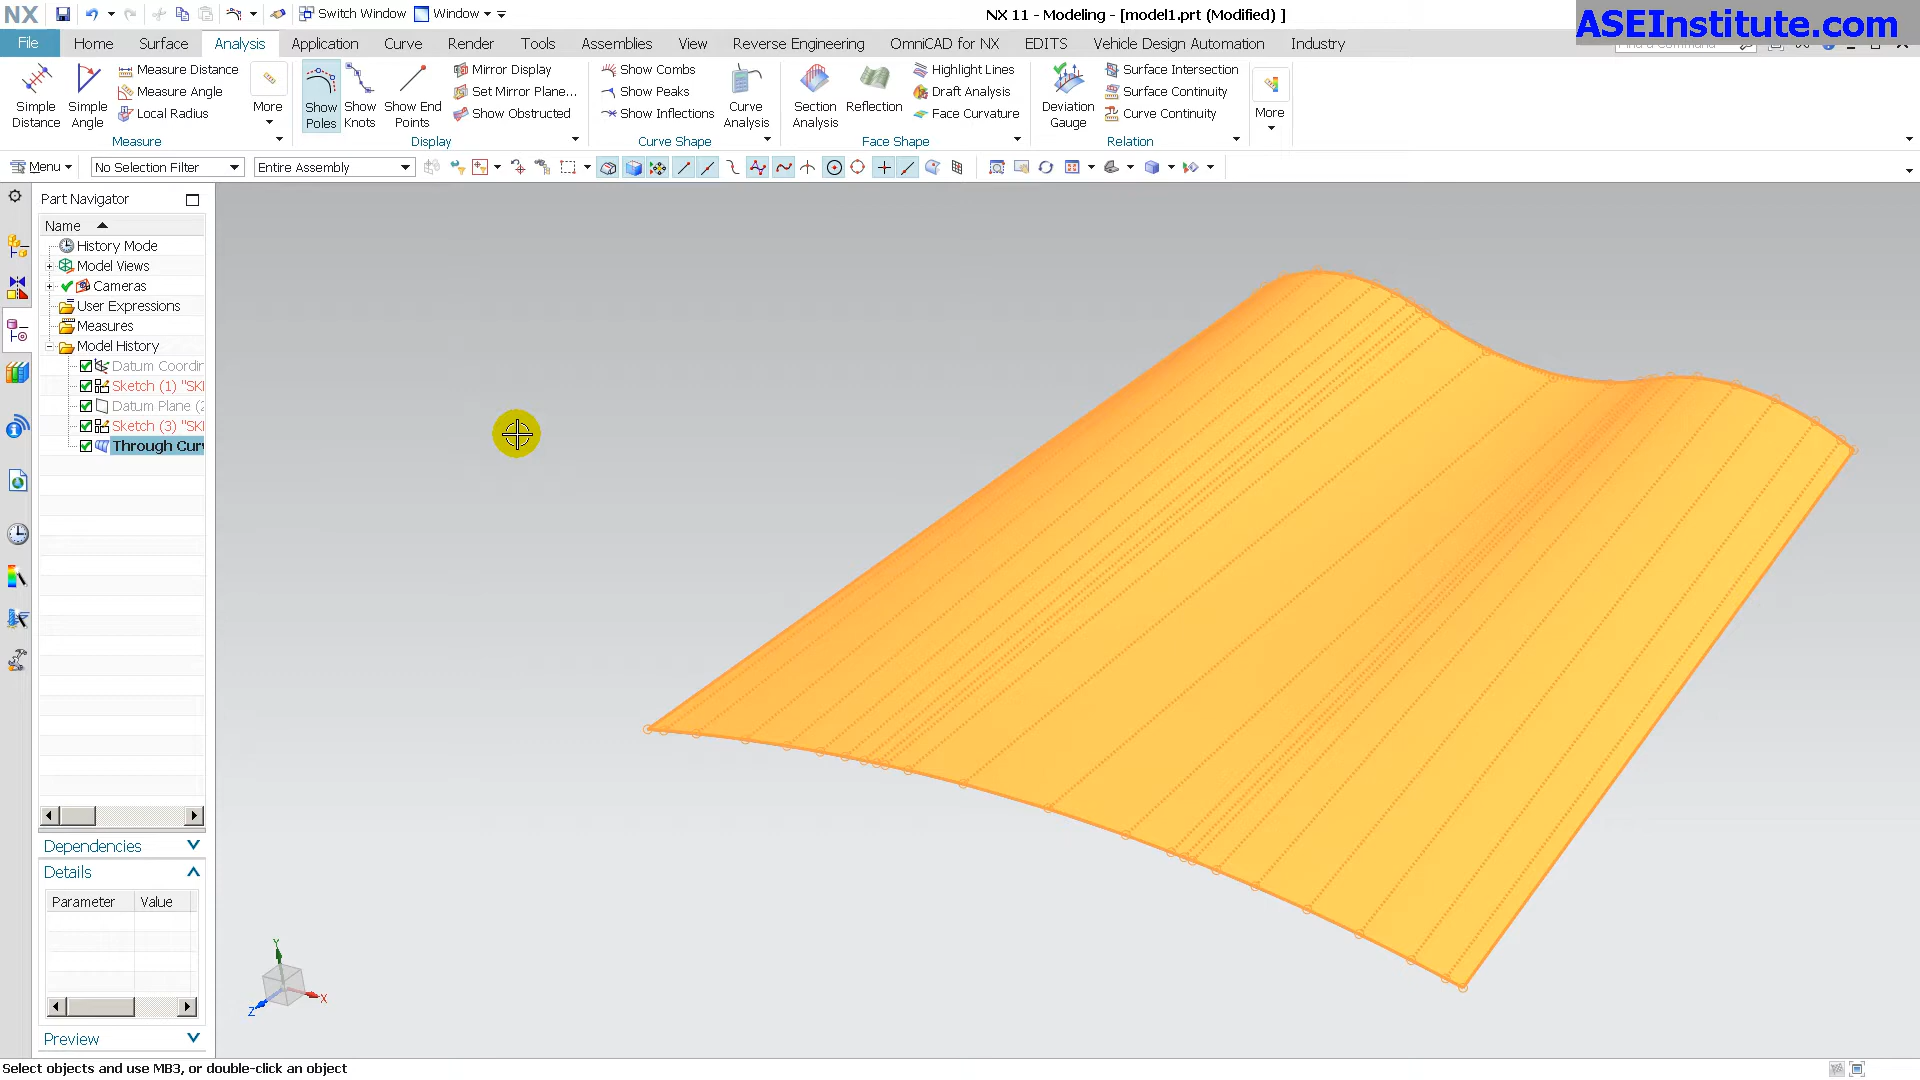 NX
Switch Window
Window
NX 11 - Modeling - [model1.prt (Modified) ]
ASEInstitute.com
File
Home
Surface
Analysis
Application
Curve
Render
Tools
Assemblies
View
Reverse Engineering
OmniCAD for NX
EDITS
Vehicle Design Automation
Industry
Simple Distance
Simple Angle
Measure Distance
Measure Angle
Local Radius
More
Measure
Show Poles
Show Knots
Show End Points
Mirror Display
Set Mirror Plane...
Show Obstructed
Display
Show Combs
Show Peaks
Show Inflections
Curve Analysis
Curve Shape
Section Analysis
Reflection
Highlight Lines
Draft Analysis
Face Curvature
Face Shape
Deviation Gauge
Surface Intersection
Surface Continuity
Curve Continuity
Relation
More
Menu
No Selection Filter
Entire Assembly
Part Navigator
Name
History Mode
Model Views
Cameras
User Expressions
Measures
Model History
Datum Coordin
Sketch (1) "SK
Datum Plane (2
Sketch (3) "SK
Through Cur
Dependencies
Details
Parameter
Value
Preview
Y
X
Z
Select objects and use MB3, or double-click an object